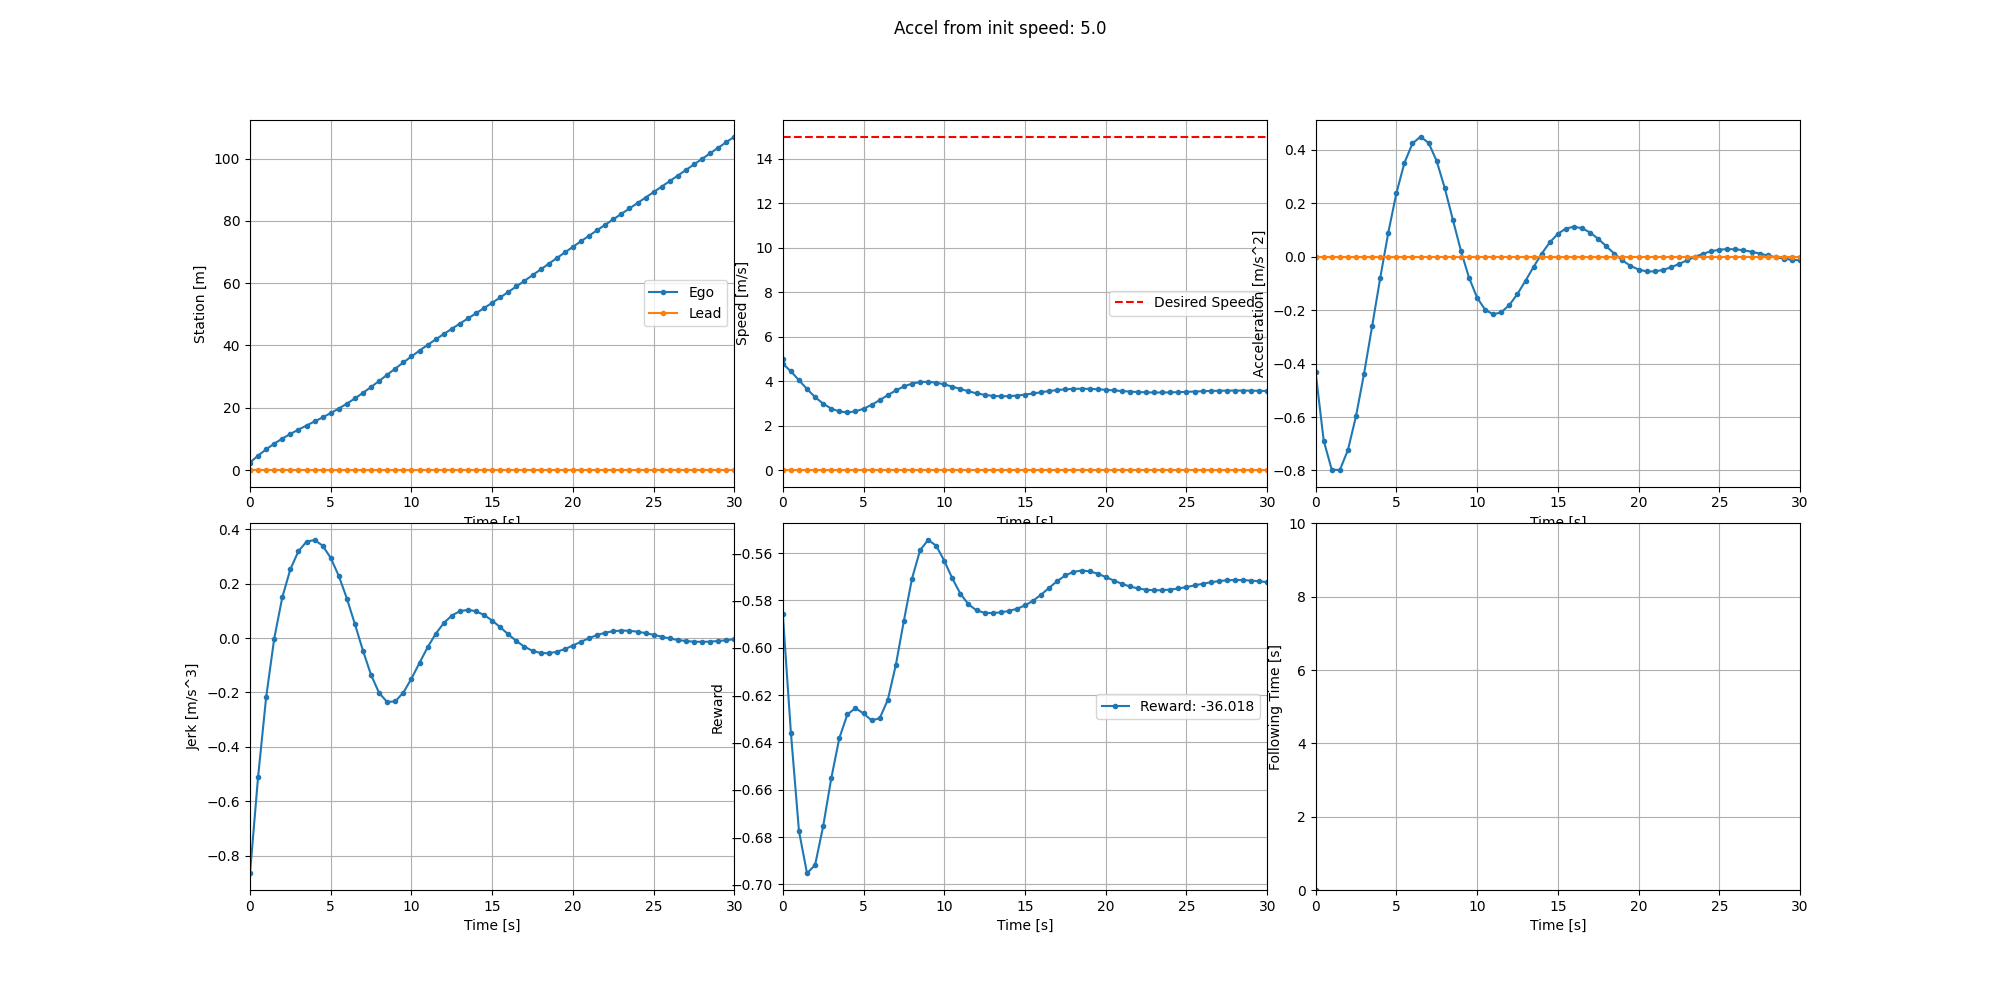 Accel from init speed: 5.0
100
80
60
40
20
0
Station [m]
Ego
Lead
0 5 10 15 20 25 30
Time [s]
14
12
10
8
6
4
2
0
Speed [m/s]
Desired Speed
0 5 10 15 20 25 30
Time [s]
0.4
0.2
0.0
−0.2
−0.4
−0.6
−0.8
Acceleration [m/s^2]
0 5 10 15 20 25 30
Time [s]
0.4
0.2
0.0
−0.2
−0.4
−0.6
−0.8
Jerk [m/s^3]
0 5 10 15 20 25 30
Time [s]
−0.56
−0.58
−0.60
−0.62
−0.64
−0.66
−0.68
−0.70
Reward
Reward: -36.018
0 5 10 15 20 25 30
Time [s]
10
8
6
4
2
0
Following Time [s]
0 5 10 15 20 25 30
Time [s]